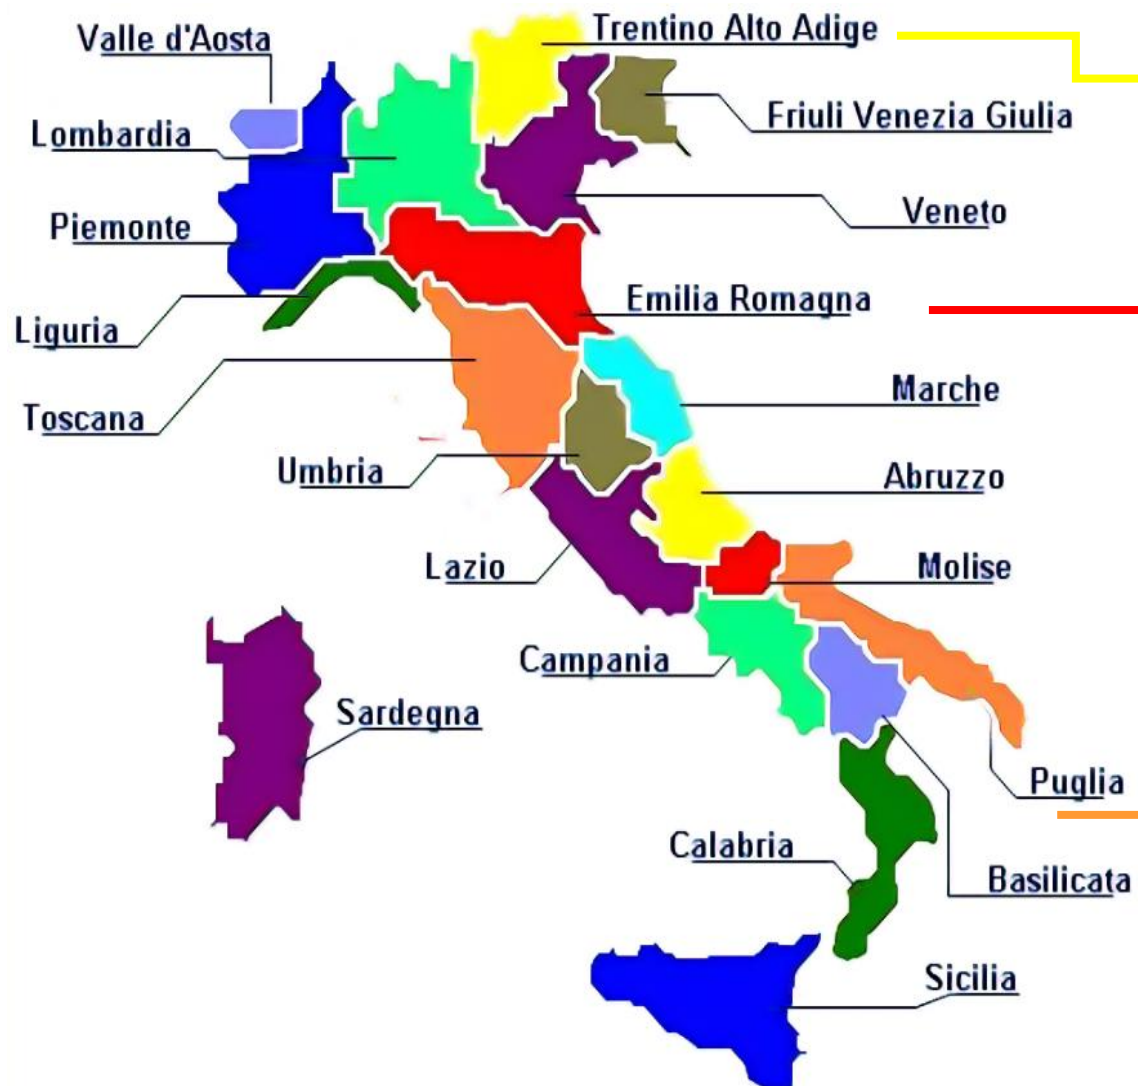 Trentino Alto Adige
Valle d'Aosta
Friuli Venezia Giulia
Lombardia
Veneto
Piemonte
Emilia Romagna
Liguria
Marche
Toscana
Umbria
Abruzzo
Lazio
Molise
Campania
Sardegna
Puglia
Calabria
Basilicata
Sicilia